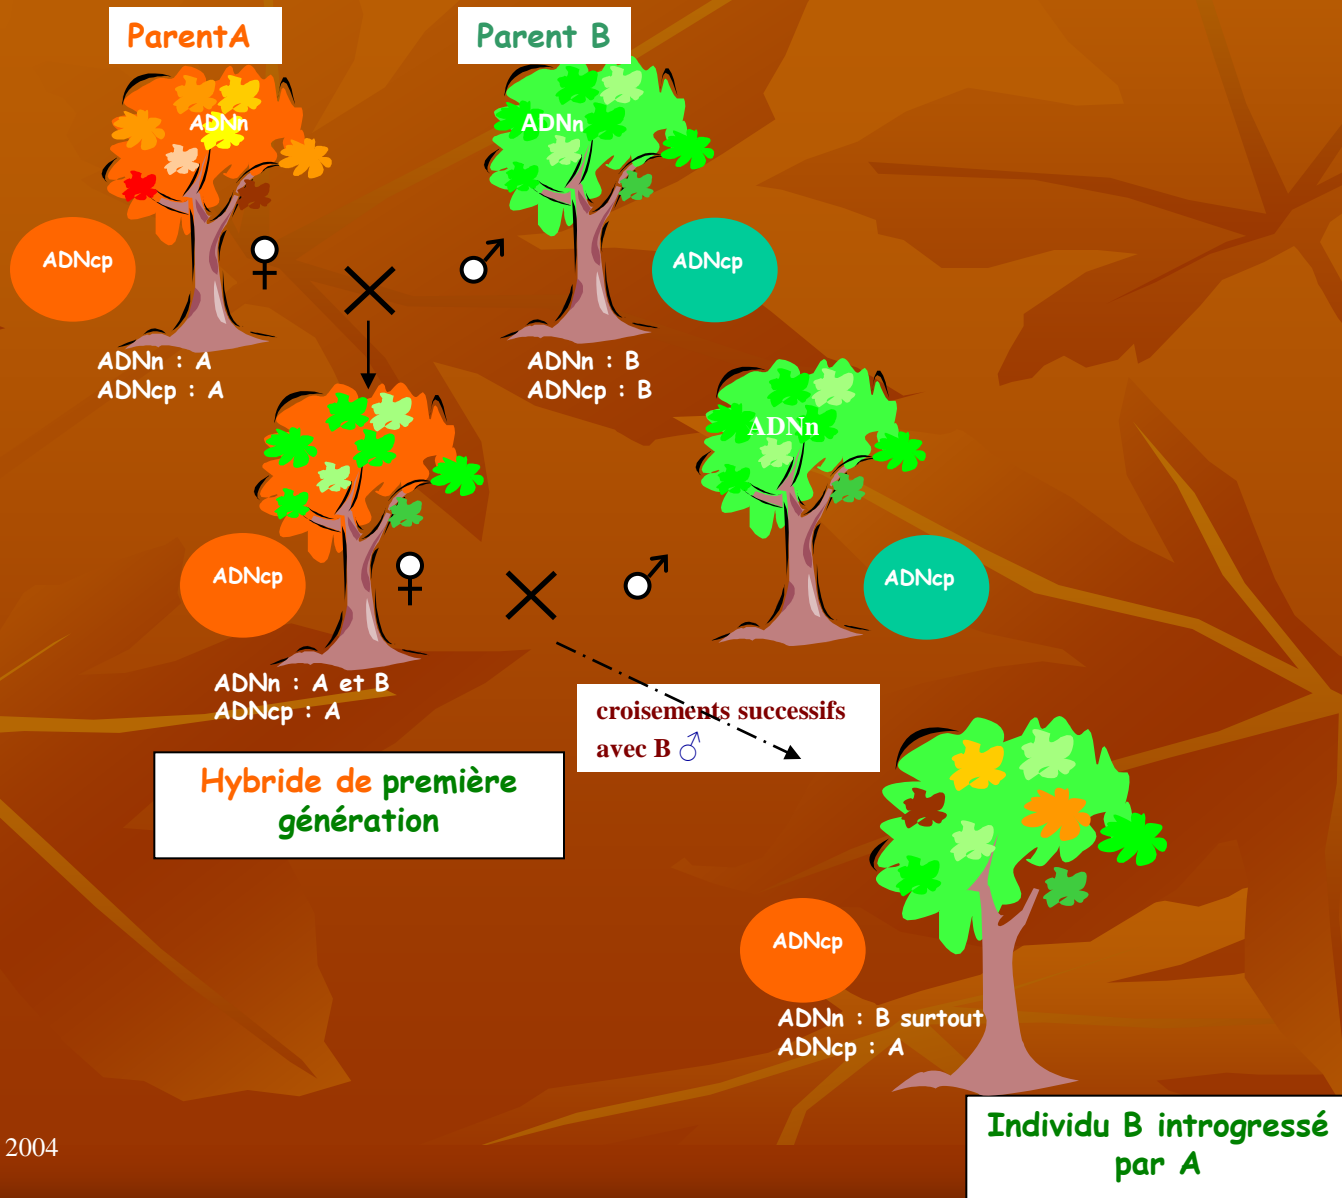 ParentA
Parent B
ADNn
ADNn
ADNcp
ADNcp
ADNn : A
ADNcp : A
ADNn : B
ADNcp : B
ADNn
ADNcp
ADNcp
ADNn : A et B
ADNcp : A
croisements successifs
avec B ♂
Hybride de première
génération
ADNcp
ADNn : B surtout
ADNcp : A
Individu B introgressé
par A
2004